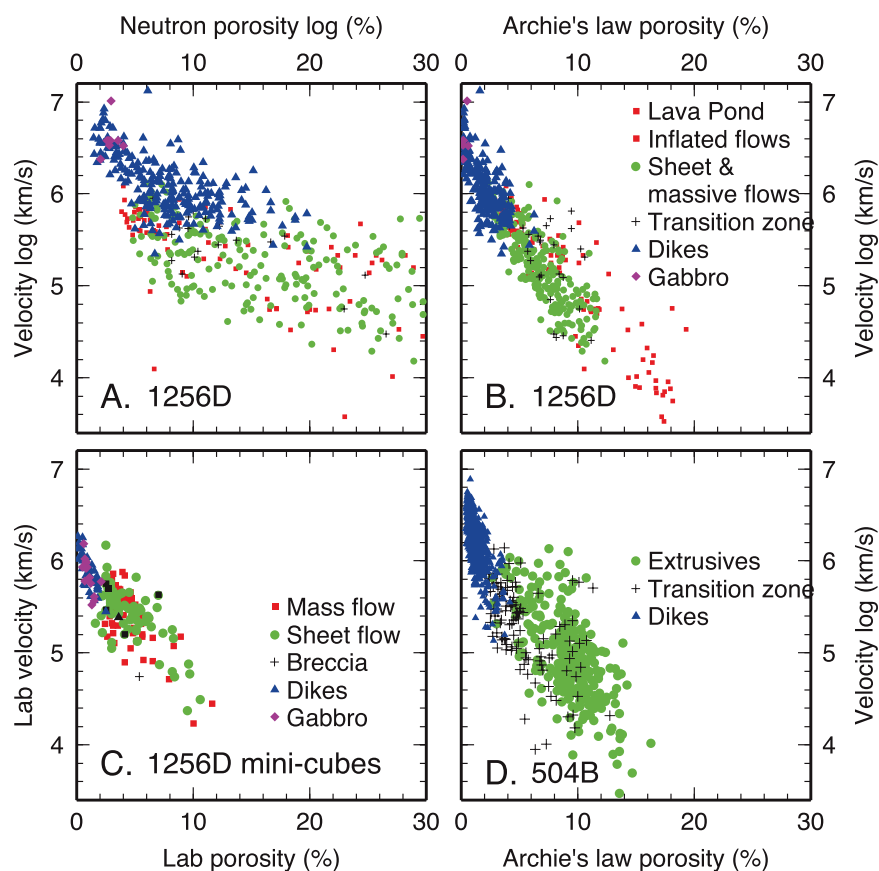 Neutron porosity log (%)
Archie's law porosity (%)
0 10 20 30
0 10 20 30
7
6
5
4
Velocity log (km/s)
A. 1256D
Lava Pond
Inflated flows
Sheet &
massive flows
Transition zone
Dikes
Gabbro
B. 1256D
7
6
5
4
Velocity log (km/s)
7
6
5
4
Lab velocity (km/s)
Mass flow
Sheet flow
Breccia
Dikes
Gabbro
C. 1256D mini-cubes
Extrusives
Transition zone
Dikes
D. 504B
7
6
5
4
Velocity log (km/s)
0 10 20 30
0 10 20 30
Lab porosity (%)
Archie's law porosity (%)